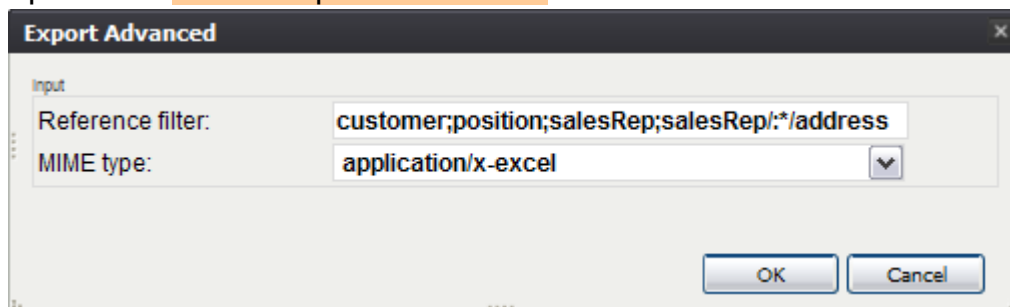 Export Advanced
Input
Reference filter: customer;position;salesRep;salesRep/:*/address
MIME type: application/x-excel
OK Cancel